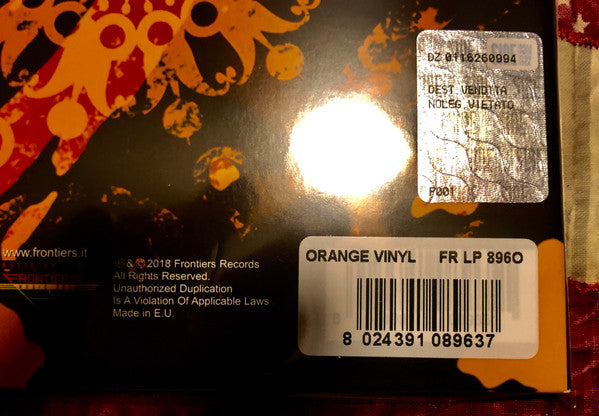 DZ 0116260994
DEST.VENDITA
NOLEG.VIETATO
P001
www.frontiers.it
FRONTIERS
℗ & © 2018 Frontiers Records
All Rights Reserved.
Unauthorized Duplication
Is A Violation Of Applicable Laws
Made in E.U.
ORANGE VINYL FR LP 896O
8 024391 089637